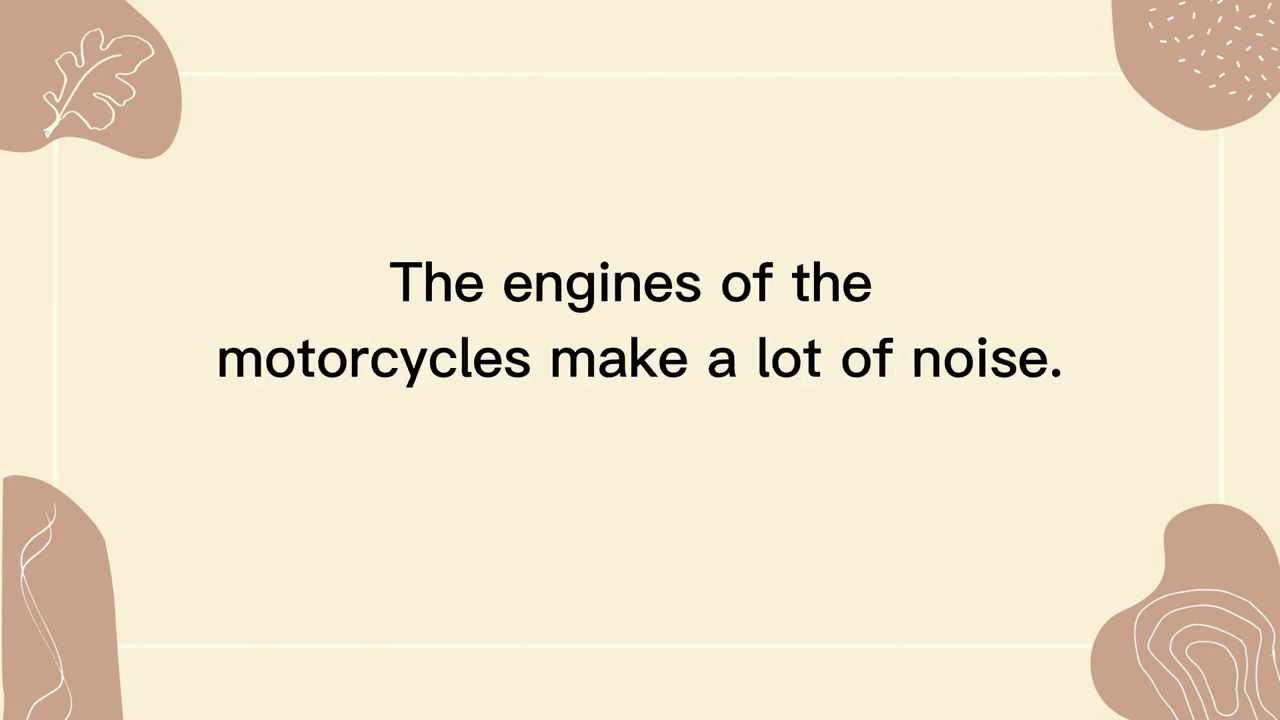 The engines of the
motorcycles make a lot of noise.